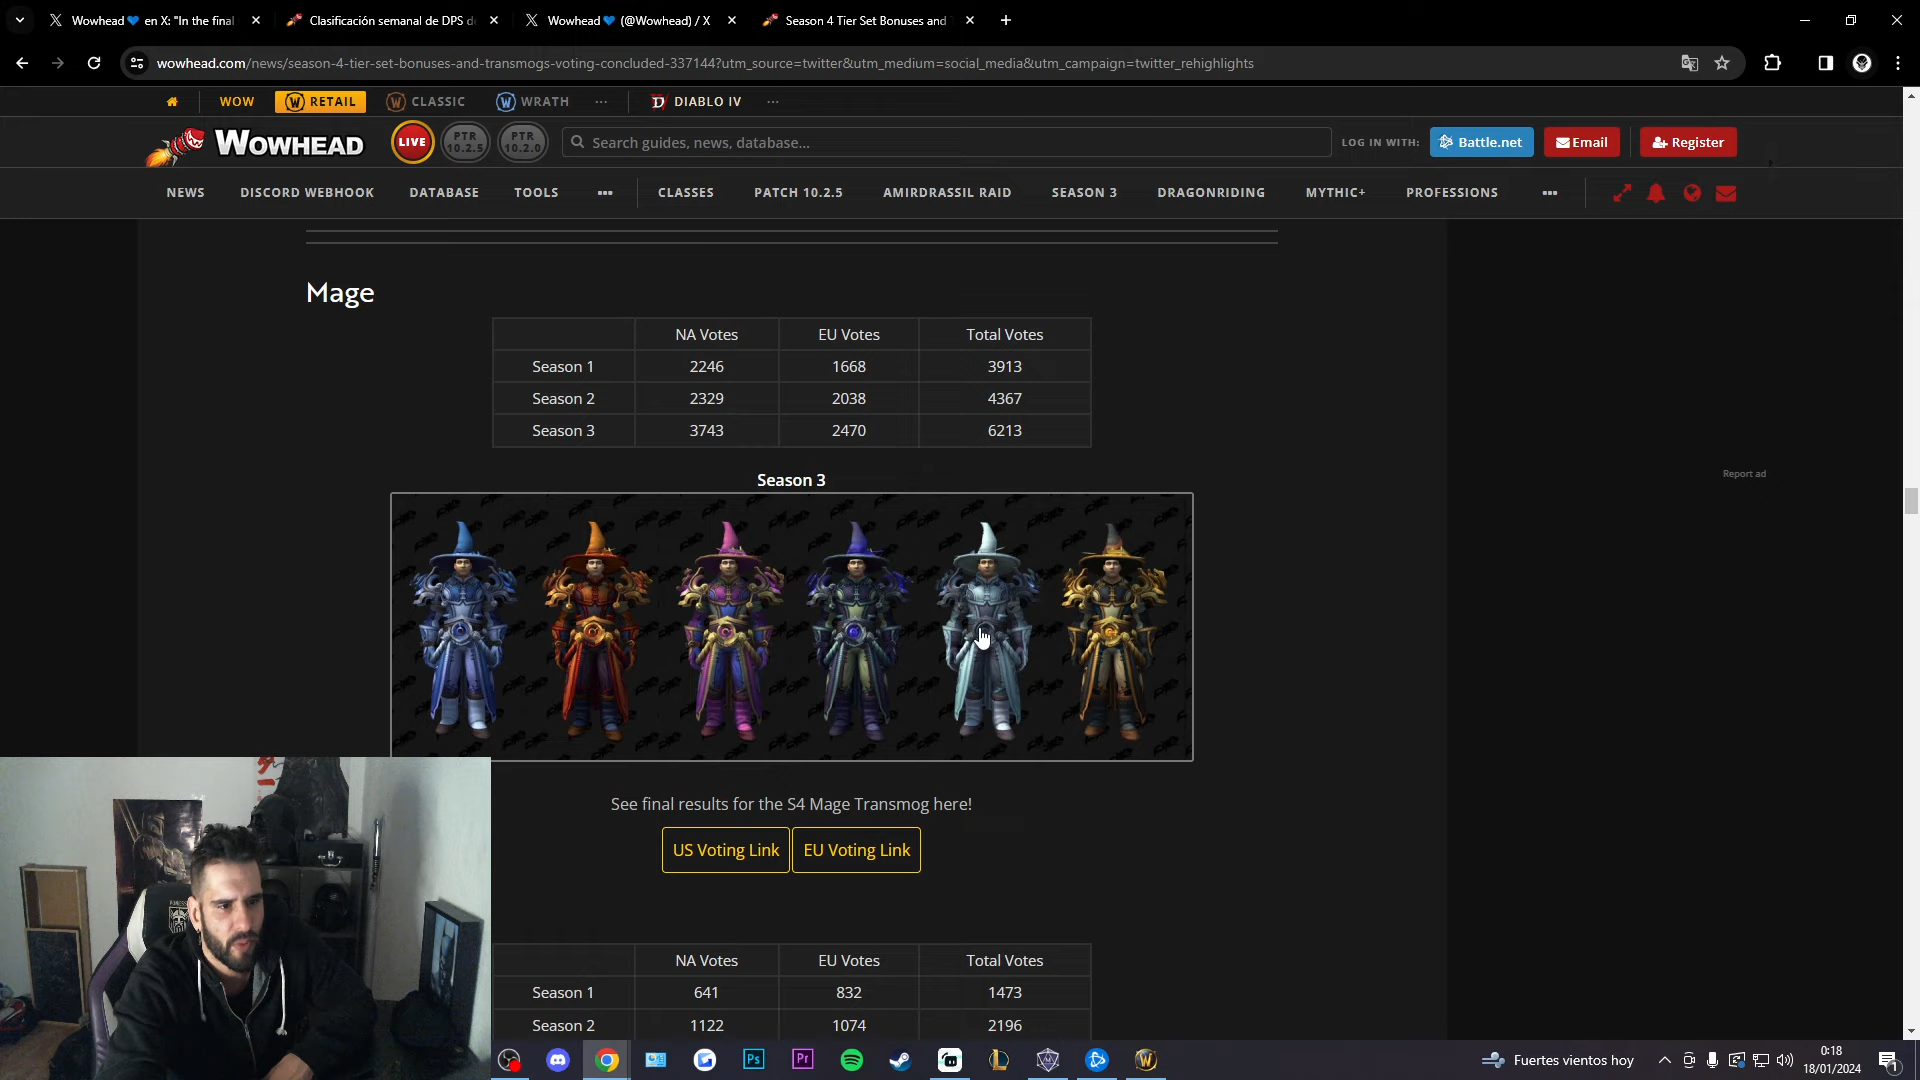 Wowhead💙 en X: "In the final
Clasificación semanal de DPS de
Wowhead💙 (@Wowhead) / X
Season 4 Tier Set Bonuses and
wowhead.com/news/season-4-tier-set-bonuses-and-transmogs-voting-concluded-337144?utm_source=twitter&utm_medium=social_media&utm_campaign=twitter_rehighlights
WOW RETAIL CLASSIC WRATH ... DIABLO IV ...
WOWHEAD LIVE PTR 10.2.5 PTR 10.2.0 Search guides, news, database... LOG IN WITH: Battle.net Email Register
NEWS DISCORD WEBHOOK DATABASE TOOLS ... CLASSES PATCH 10.2.5 AMIRDRASSIL RAID SEASON 3 DRAGONRIDING MYTHIC+ PROFESSIONS ...
Mage
NA Votes EU Votes Total Votes
Season 1 2246 1668 3913
Season 2 2329 2038 4367
Season 3 3743 2470 6213
Report ad
Season 3
See final results for the S4 Mage Transmog here!
US Voting Link EU Voting Link
NA Votes EU Votes Total Votes
Season 1 641 832 1473
Season 2 1122 1074 2196
Ps Pr Fuertes vientos hoy
0:18
18/01/2024
1